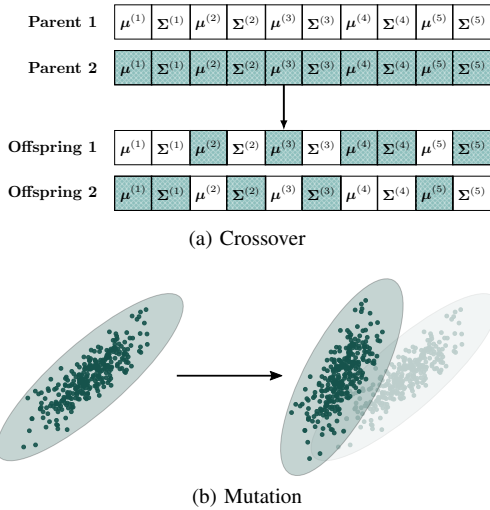 Parent 1 μ(1) Σ(1) μ(2) Σ(2) μ(3) Σ(3) μ(4) Σ(4) μ(5) Σ(5)
Parent 2 μ(1) Σ(1) μ(2) Σ(2) μ(3) Σ(3) μ(4) Σ(4) μ(5) Σ(5)
Offspring 1 μ(1) Σ(1) μ(2) Σ(2) μ(3) Σ(3) μ(4) Σ(4) μ(5) Σ(5)
Offspring 2 μ(1) Σ(1) μ(2) Σ(2) μ(3) Σ(3) μ(4) Σ(4) μ(5) Σ(5)
(a) Crossover
(b) Mutation